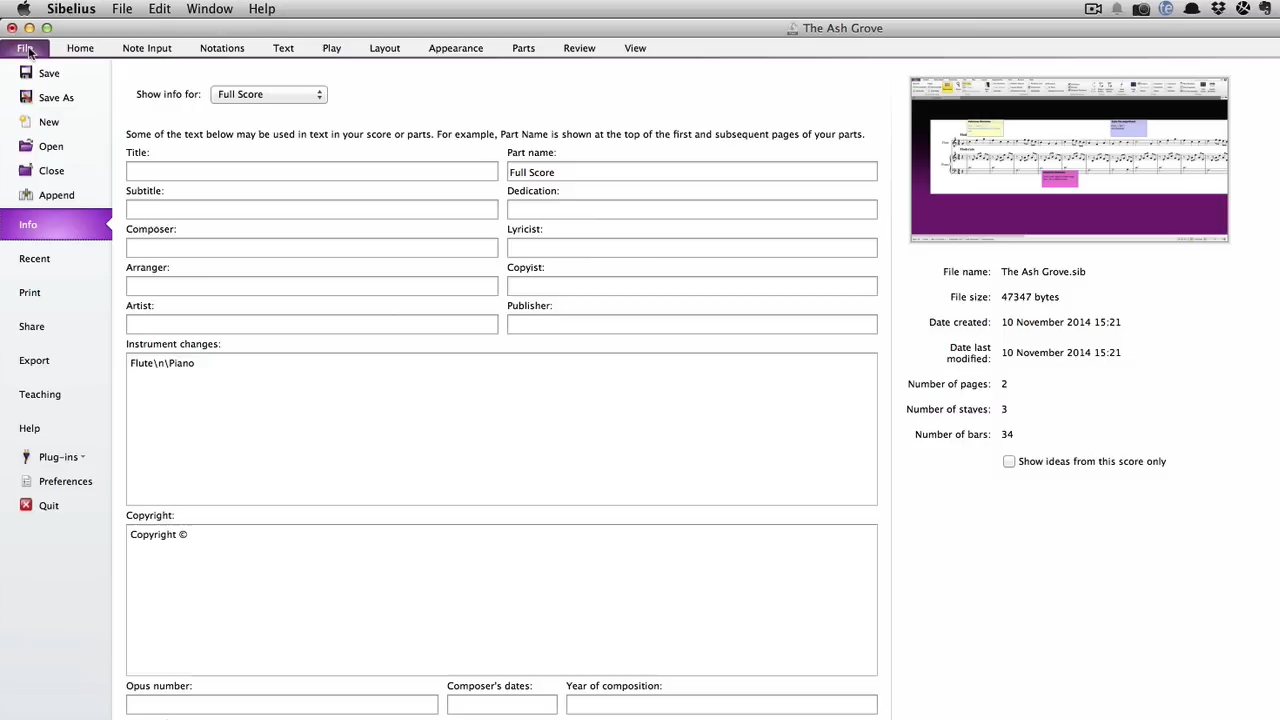 Sibelius File Edit Window Help
The Ash Grove
File Home Note Input Notations Text Play Layout Appearance Parts Review View
Save
Save As
New
Open
Close
Append
Info
Recent
Print
Share
Export
Teaching
Help
Plug-ins
Preferences
Quit
Show info for: Full Score
Some of the text below may be used in text in your score or parts. For example, Part Name is shown at the top of the first and subsequent pages of your parts.
Title: Part name:
Full Score
Subtitle: Dedication:
Composer: Lyricist:
Arranger: Copyist:
Artist: Publisher:
Instrument changes:
Flute\n\Piano
Copyright:
Copyright ©
Opus number: Composer's dates: Year of composition:
File name: The Ash Grove.sib
File size: 47347 bytes
Date created: 10 November 2014 15:21
Date last
modified: 10 November 2014 15:21
Number of pages: 2
Number of staves: 3
Number of bars: 34
Show ideas from this score only